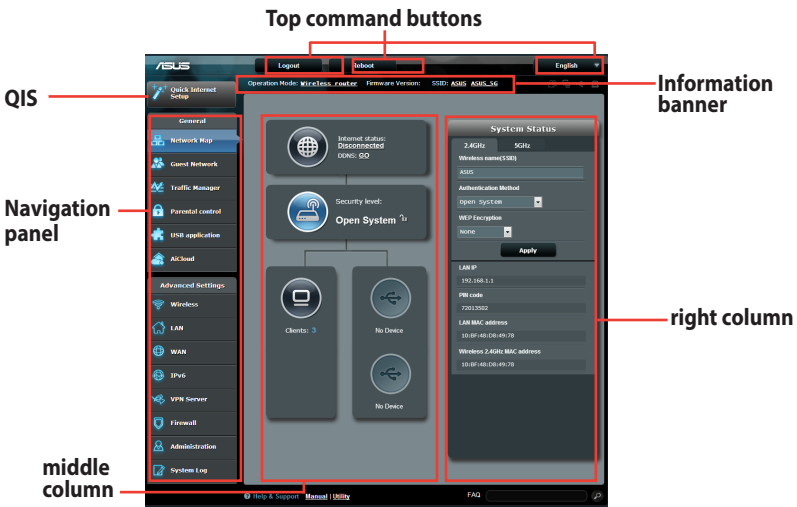 Top command buttons
ASUS
Logout
Reboot
English
QIS
Quick Internet
Setup
Operation Mode: Wireless router Firmware Version: SSID: ASUS ASUS_5G
Information
banner
Navigation
panel
General
Network Map
Guest Network
Traffic Manager
Parental control
USB application
AiCloud
Advanced Settings
Wireless
LAN
WAN
IPv6
VPN Server
Firewall
Administration
System Log
middle
column
Internet status:
Disconnected
DDNS: GO
Security level:
Open System
Clients: 3
No Device
No Device
System Status
2.4GHz 5GHz
Wireless name(SSID)
ASUS
Authentication Method
Open System
WEP Encryption
None
Apply
LAN IP
192.168.1.1
PIN code
72013502
LAN MAC address
10:BF:48:D8:49:78
Wireless 2.4GHz MAC address
10:BF:48:D8:49:78
right column
Help & Support Manual | Utility
FAQ